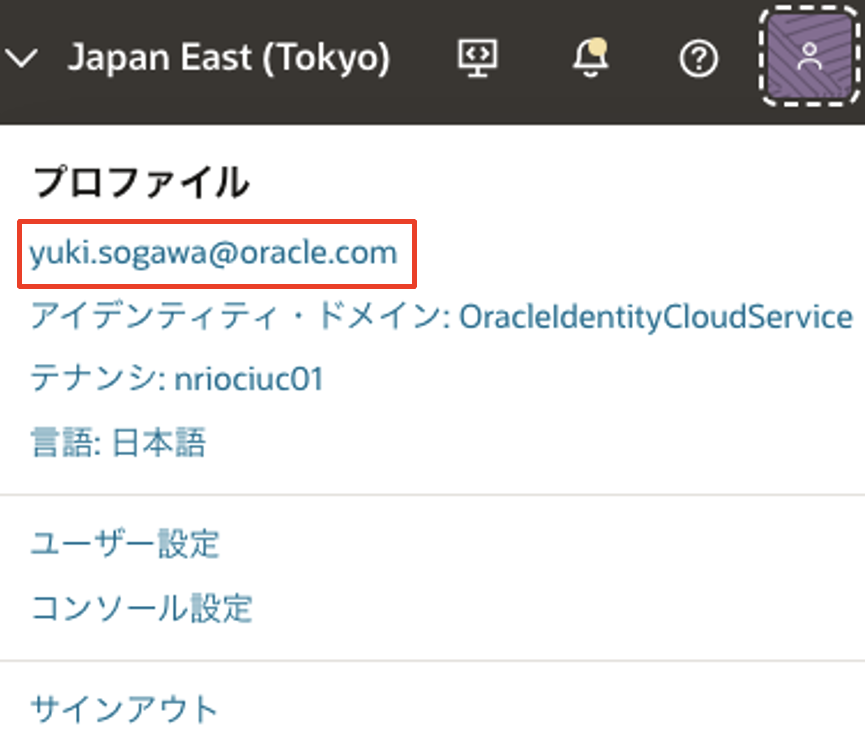 Japan East (Tokyo)
プロファイル
yuki.sogawa@oracle.com
アイデンティティ・ドメイン: OracleIdentityCloudService
テナンシ: nriociuc01
言語: 日本語
ユーザー設定
コンソール設定
サインアウト